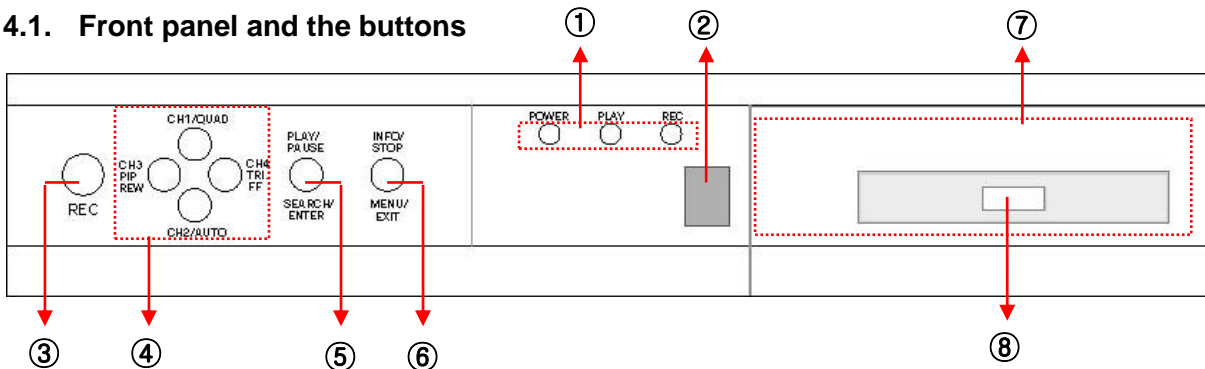 4.1. Front panel and the buttons
① ② ⑦
POWER PLAY REC
CH1/QUAD
PLAY/
PAUSE
INFO/
STOP
CH3
PIP
REW
CH4
TRI
FF
REC
SEARCH/
ENTER
MENU/
EXIT
CH2/AUTO
③ ④ ⑤ ⑥ ⑧